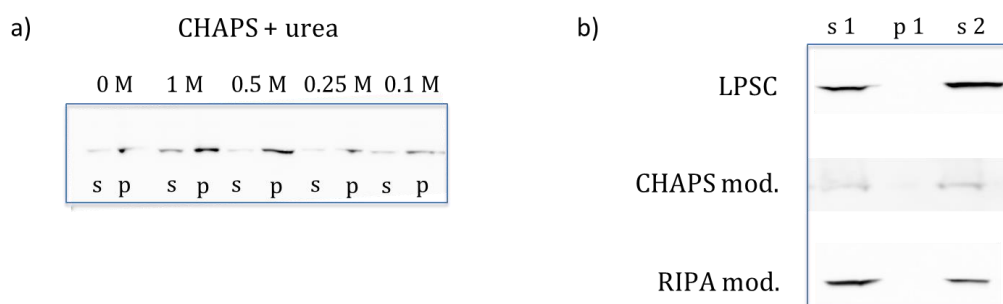 a)
CHAPS + urea
0 M 1 M 0.5 M 0.25 M 0.1 M
s p s p s p s p s p
b)
s 1 p 1 s 2
LPSC
CHAPS mod.
RIPA mod.